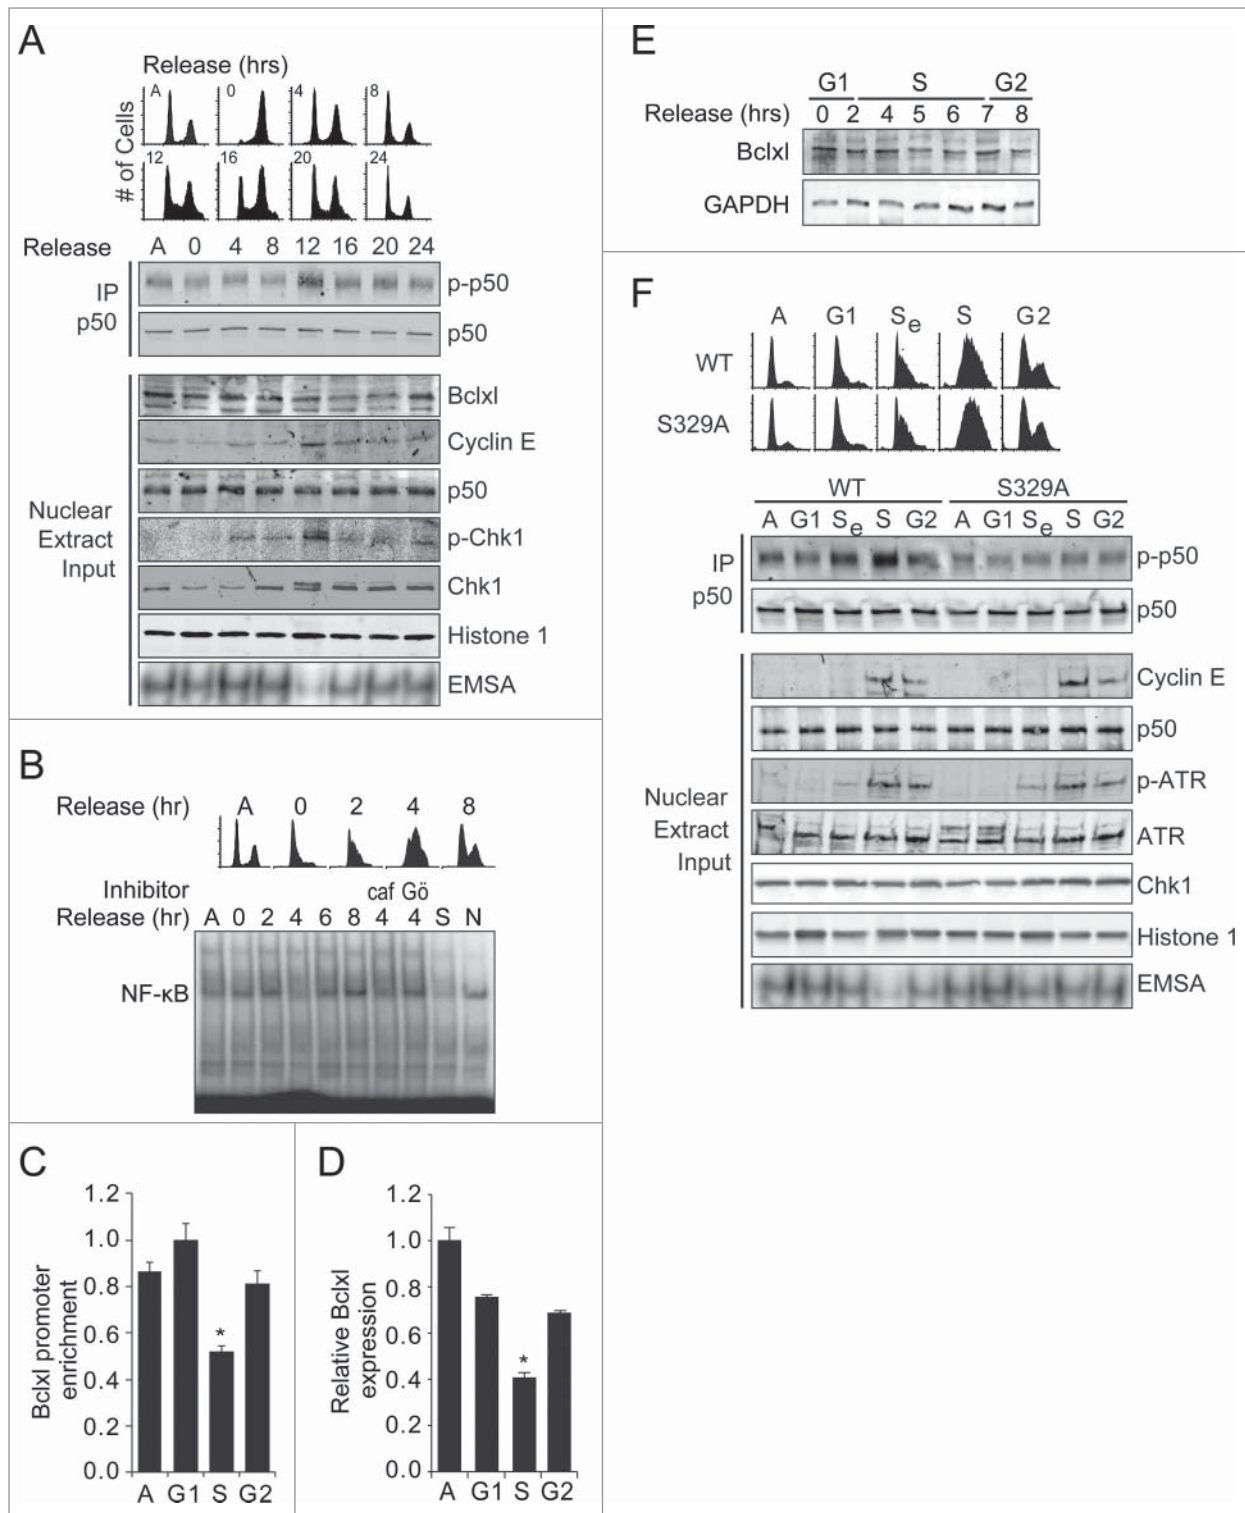 A
Release (hrs)
A 0 4 8
# of Cells
12 16 20 24
Release A 0 4 8 12 16 20 24
IP
p50
p-p50
p50
Nuclear
Extract
Input
Bclxl
Cyclin E
p50
p-Chk1
Chk1
Histone 1
EMSA
B
Release (hr) A 0 2 4 8
Inhibitor caf Gö
Release (hr) A 0 2 4 6 8 4 4 S N
NF-κB
C
Bclxl promoter
enrichment
1.2
1.0
0.8
0.6
0.4
0.2
0.0
*
A G1 S G2
D
Relative Bclxl
expression
1.2
1.0
0.8
0.6
0.4
0.2
0.0
*
A G1 S G2
E
G1 S G2
Release (hrs) 0 2 4 5 6 7 8
Bclxl
GAPDH
F
A G1 Se S G2
WT
S329A
WT S329A
A G1 Se S G2 A G1 Se S G2
IP
p50
p-p50
p50
Nuclear
Extract
Input
Cyclin E
p50
p-ATR
ATR
Chk1
Histone 1
EMSA